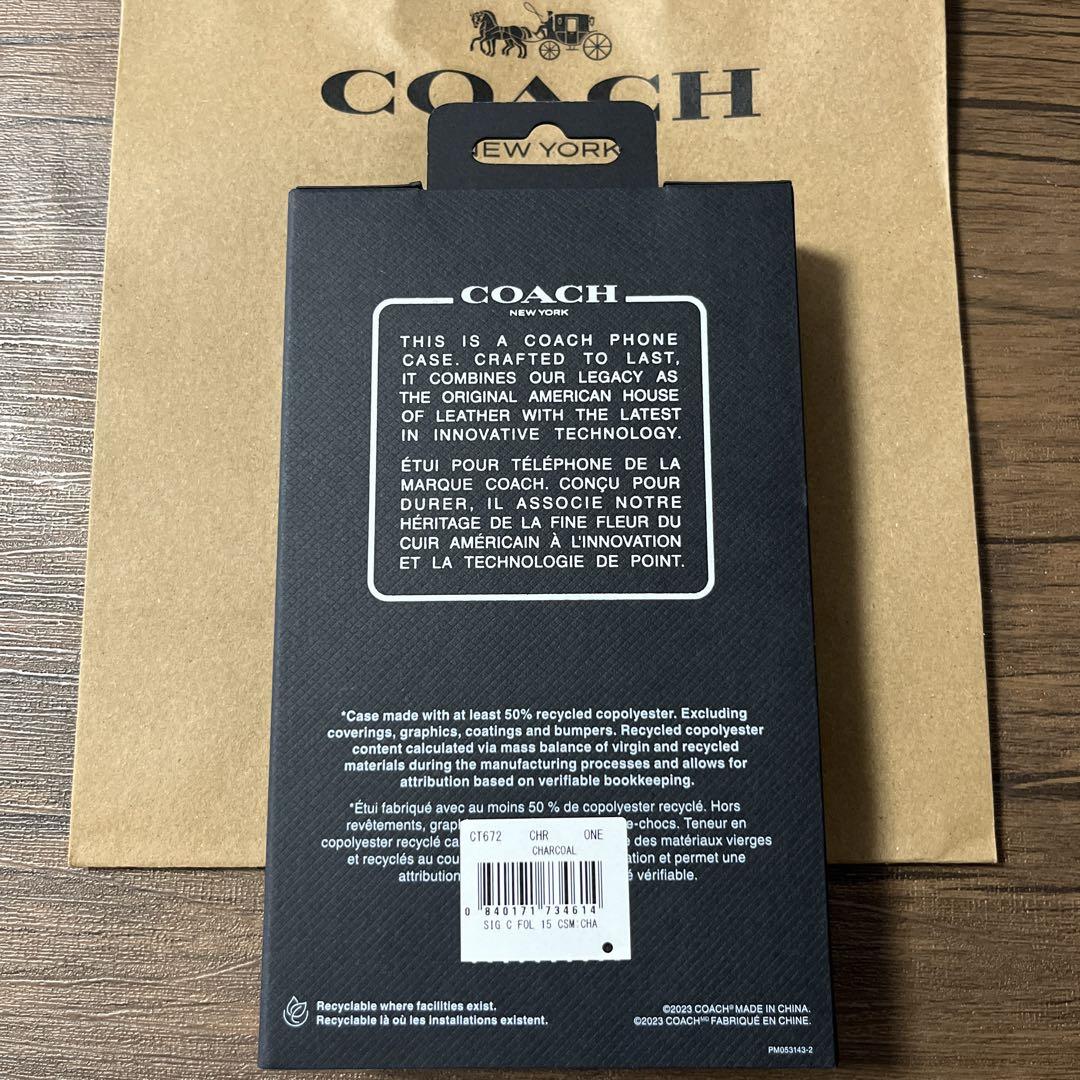 COACH
NEW YORK
COACH
NEW YORK
THIS IS A COACH PHONE
CASE. CRAFTED TO LAST,
IT COMBINES OUR LEGACY AS
THE ORIGINAL AMERICAN HOUSE
OF LEATHER WITH THE LATEST
IN INNOVATIVE TECHNOLOGY.
ÉTUI POUR TÉLÉPHONE DE LA
MARQUE COACH. CONÇU POUR
DURER, IL ASSOCIE NOTRE
HÉRITAGE DE LA FINE FLEUR DU
CUIR AMÉRICAIN À L'INNOVATION
ET LA TECHNOLOGIE DE POINT.
*Case made with at least 50% recycled copolyester. Excluding
coverings, graphics, coatings and bumpers. Recycled copolyester
content calculated via mass balance of virgin and recycled
materials during the manufacturing processes and allows for
attribution based on verifiable bookkeeping.
*Étui fabriqué avec au moins 50 % de copolyester recyclé. Hors
revêtements, e-chocs. Teneur en
copolyester recyclé des matériaux vierges
et recyclés au et permet une
attribution vérifiable.
CT672 CHR ONE
CHARCOAL
0 840171 734614
SIG C FOL 15 CSM:CHA
Recyclable where facilities exist.
Recyclable là où les installations existent.
©2023 COACH® MADE IN CHINA.
©2023 COACHᴹᴰ FABRIQUÉ EN CHINE.
PM053143-2